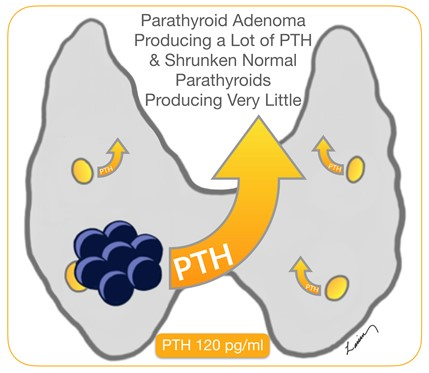 Parathyroid Adenoma
Producing a Lot of PTH
& Shrunken Normal
Parathyroids
Producing Very Little
PTH
PTH
PTH
PTH
PTH 120 pg/ml